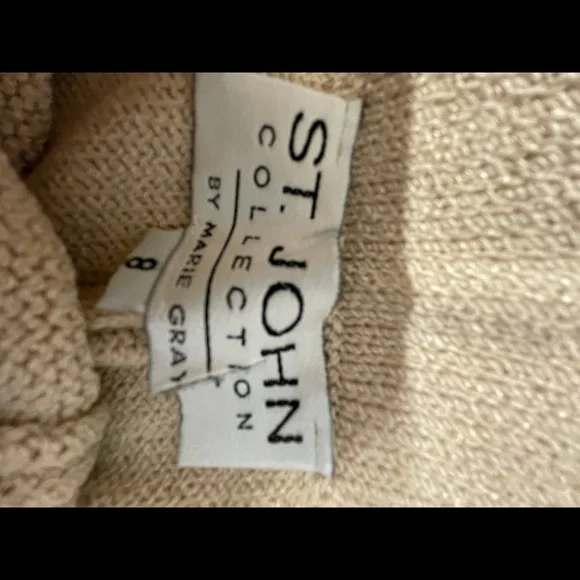 ST. JOHN
COLLECTION
BY MARIE GRAY
8